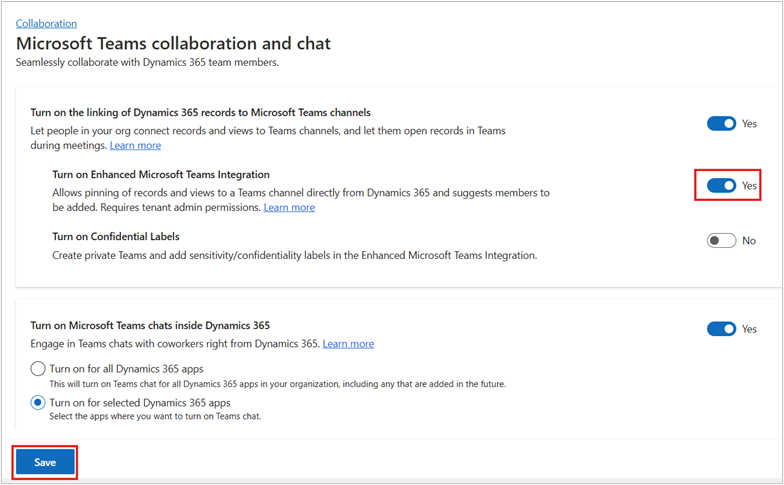 Collaboration
Microsoft Teams collaboration and chat
Seamlessly collaborate with Dynamics 365 team members.
Turn on the linking of Dynamics 365 records to Microsoft Teams channels
Yes
Let people in your org connect records and views to Teams channels, and let them open records in Teams
during meetings. Learn more
Turn on Enhanced Microsoft Teams Integration
Yes
Allows pinning of records and views to a Teams channel directly from Dynamics 365 and suggests members to
be added. Requires tenant admin permissions. Learn more
Turn on Confidential Labels
No
Create private Teams and add sensitivity/confidentiality labels in the Enhanced Microsoft Teams Integration.
Turn on Microsoft Teams chats inside Dynamics 365
Yes
Engage in Teams chats with coworkers right from Dynamics 365. Learn more
Turn on for all Dynamics 365 apps
This will turn on Teams chat for all Dynamics 365 apps in your organization, including any that are added in the future.
Turn on for selected Dynamics 365 apps
Select the apps where you want to turn on Teams chat.
Save